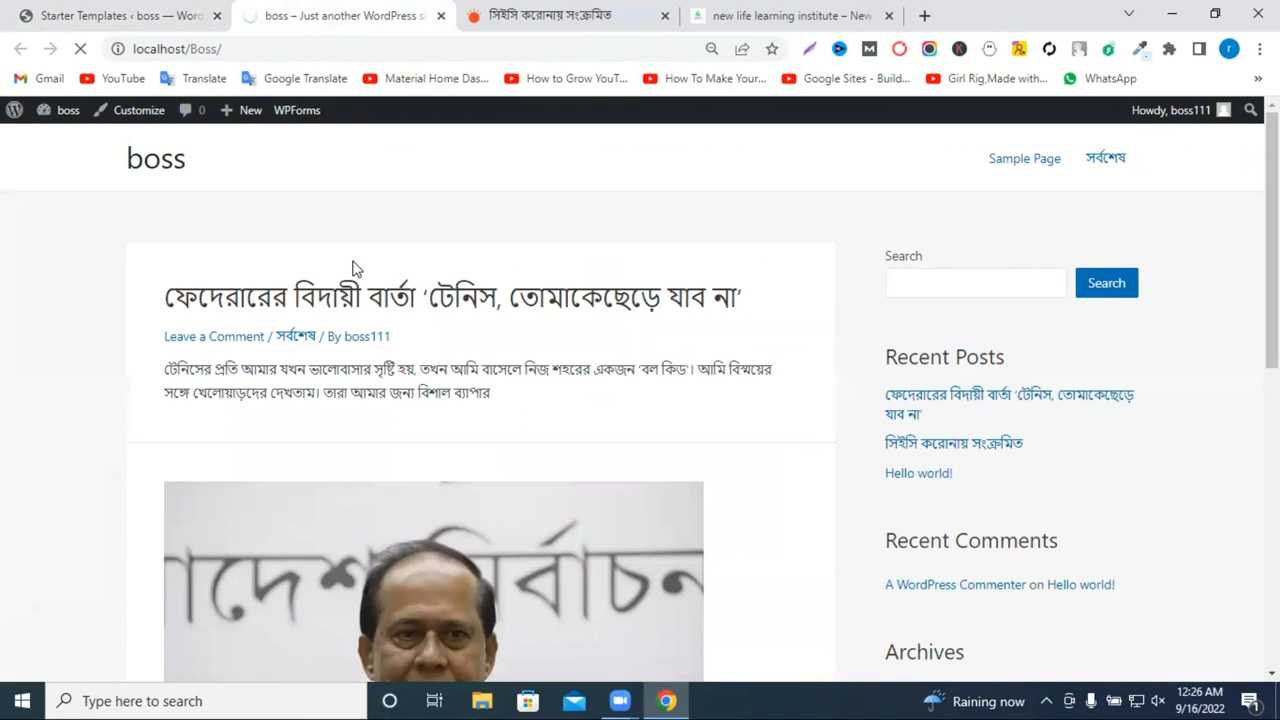 Starter Templates ‹ boss — Word
boss – Just another WordPress s
সিইসি করোনায় সংক্রমিত
new life learning institute – New
localhost/Boss/
Gmail
YouTube
Translate
Google Translate
Material Home Das...
How to Grow YouT...
How To Make Your...
Google Sites - Build...
Girl Rig,Made with...
WhatsApp
»
boss
Customize
0
New
WPForms
Howdy, boss111
boss
Sample Page
সর্বশেষ
ফেদেরারের বিদায়ী বার্তা ‘টেনিস, তোমাকেছেড়ে যাব না’
Leave a Comment / সর্বশেষ / By boss111
টেনিসের প্রতি আমার যখন ভালোবাসার সৃষ্টি হয়, তখন আমি বাসেলে নিজ শহরের একজন ‘বল কিড’। আমি বিস্ময়ের
সঙ্গে খেলোয়াড়দের দেখতাম। তারা আমার জন্য বিশাল ব্যাপার
Search
Search
Recent Posts
ফেদেরারের বিদায়ী বার্তা ‘টেনিস, তোমাকেছেড়ে
যাব না’
সিইসি করোনায় সংক্রমিত
Hello world!
Recent Comments
A WordPress Commenter on Hello world!
Archives
াদেশ নির্বাচন
Type here to search
Raining now
12:26 AM
9/16/2022
1